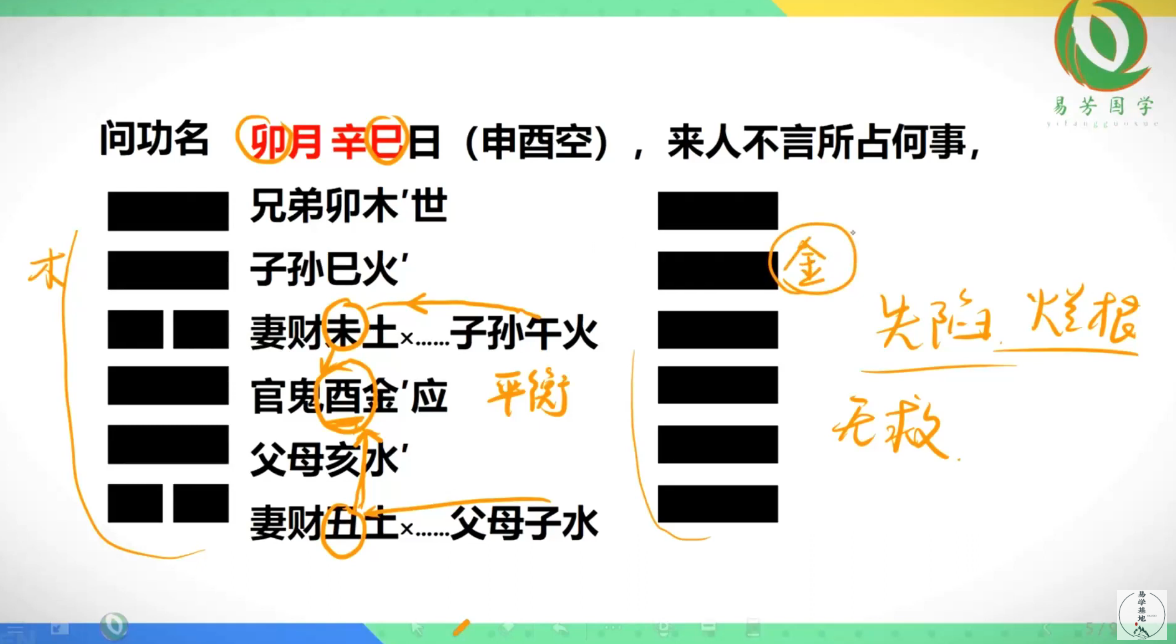 易芳国学
yifangguoxue
问功名 卯月 辛巳日（申酉空），来人不言所占何事，
兄弟卯木′世
木
子孙巳火′
金
妻财未土×……子孙午火
失陷 烂根
官鬼酉金′应
平衡
无救
父母亥水′
妻财丑土×……父母子水
易学基地